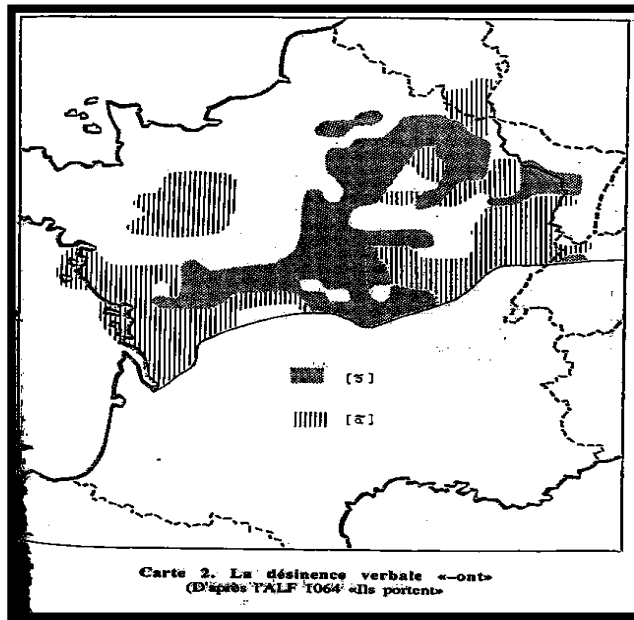 [ɔ̃]
[ɑ̃]
Carte 2. La désinence verbale «-ont»
(D'après l'ALF 1064 «Ils portent»